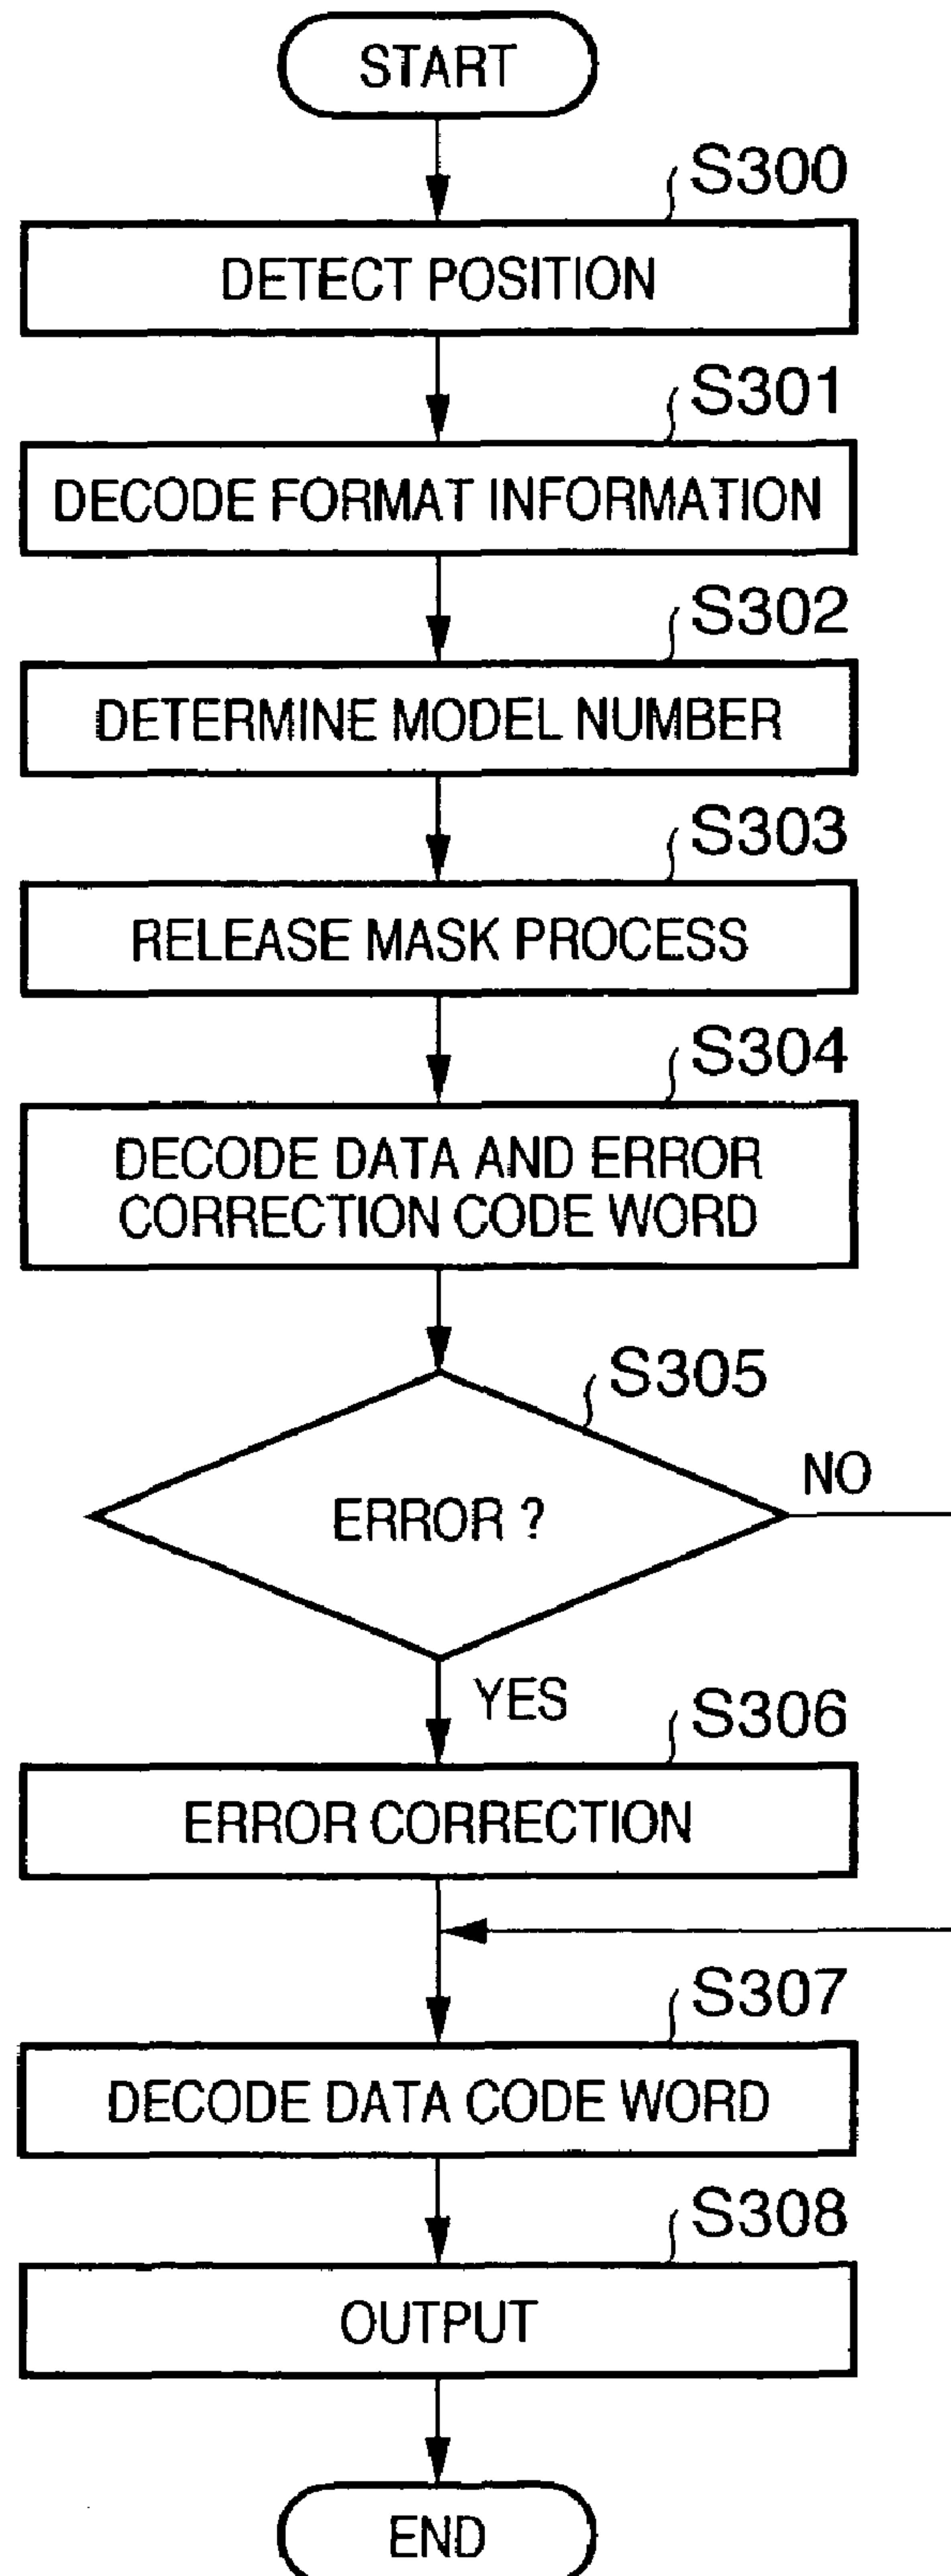 START
S300
DETECT POSITION
S301
DECODE FORMAT INFORMATION
S302
DETERMINE MODEL NUMBER
S303
RELEASE MASK PROCESS
S304
DECODE DATA AND ERROR
CORRECTION CODE WORD
S305
ERROR ?
NO
YES
S306
ERROR CORRECTION
S307
DECODE DATA CODE WORD
S308
OUTPUT
END